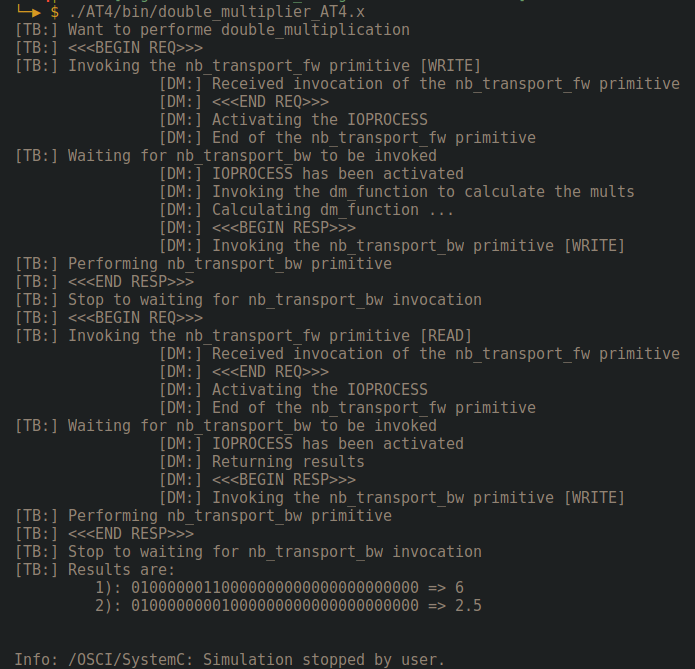 └─▶ $ ./AT4/bin/double_multiplier_AT4.x
[TB:] Want to performe double_multiplication
[TB:] <<<BEGIN REQ>>>
[TB:] Invoking the nb_transport_fw primitive [WRITE]
[DM:] Received invocation of the nb_transport_fw primitive
[DM:] <<<END REQ>>>
[DM:] Activating the IOPROCESS
[DM:] End of the nb_transport_fw primitive
[TB:] Waiting for nb_transport_bw to be invoked
[DM:] IOPROCESS has been activated
[DM:] Invoking the dm_function to calculate the mults
[DM:] Calculating dm_function ...
[DM:] <<<BEGIN RESP>>>
[DM:] Invoking the nb_transport_bw primitive [WRITE]
[TB:] Performing nb_transport_bw primitive
[TB:] <<<END RESP>>>
[TB:] Stop to waiting for nb_transport_bw invocation
[TB:] <<<BEGIN REQ>>>
[TB:] Invoking the nb_transport_fw primitive [READ]
[DM:] Received invocation of the nb_transport_fw primitive
[DM:] <<<END REQ>>>
[DM:] Activating the IOPROCESS
[DM:] End of the nb_transport_fw primitive
[TB:] Waiting for nb_transport_bw to be invoked
[DM:] IOPROCESS has been activated
[DM:] Returning results
[DM:] <<<BEGIN RESP>>>
[DM:] Invoking the nb_transport_bw primitive [WRITE]
[TB:] Performing nb_transport_bw primitive
[TB:] <<<END RESP>>>
[TB:] Stop to waiting for nb_transport_bw invocation
[TB:] Results are:
1): 01000000110000000000000000000000 => 6
2): 01000000001000000000000000000000 => 2.5
Info: /OSCI/SystemC: Simulation stopped by user.